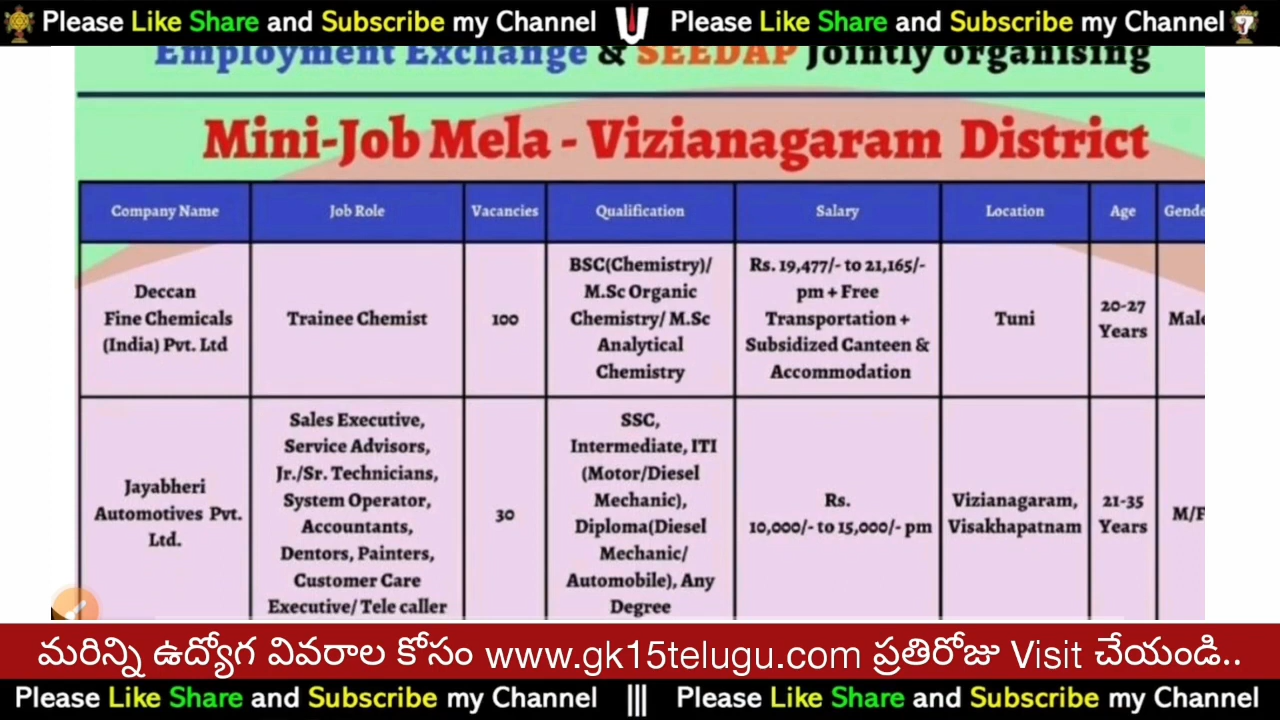 Please Like Share and Subscribe my Channel Please Like Share and Subscribe my Channel
Employment Exchange & SEEDAP Jointly organising
Mini-Job Mela - Vizianagaram District
Company Name Job Role Vacancies Qualification Salary Location Age Gende
Deccan
Fine Chemicals
(India) Pvt. Ltd
Trainee Chemist
100
BSC(Chemistry)/
M.Sc Organic
Chemistry/ M.Sc
Analytical
Chemistry
Rs. 19,477/- to 21,165/-
pm + Free
Transportation +
Subsidized Canteen &
Accommodation
Tuni
20-27
Years
Male
Jayabheri
Automotives Pvt.
Ltd.
Sales Executive,
Service Advisors,
Jr./Sr. Technicians,
System Operator,
Accountants,
Dentors, Painters,
Customer Care
Executive/ Tele caller
30
SSC,
Intermediate, ITI
(Motor/Diesel
Mechanic),
Diploma(Diesel
Mechanic/
Automobile), Any
Degree
Rs.
10,000/- to 15,000/- pm
Vizianagaram,
Visakhapatnam
21-35
Years
M/F
మరిన్ని ఉద్యోగ వివరాల కోసం www.gk15telugu.com ప్రతిరోజు Visit చేయండి..
Please Like Share and Subscribe my Channel ||| Please Like Share and Subscribe my Channel